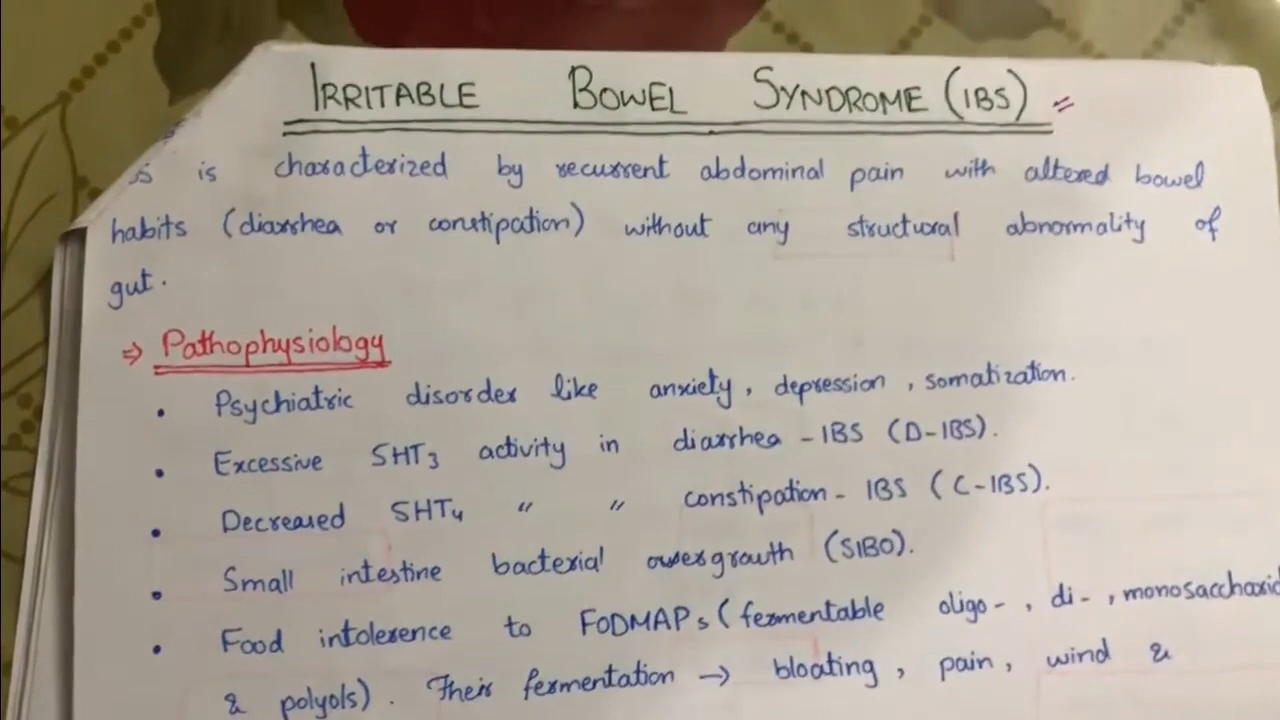 IRRITABLE BOWEL SYNDROME (IBS) =
is characterized by recurrent abdominal pain with altered bowel
habits (diarrhea or constipation) without any structural abnormality of
gut.
⇒ Pathophysiology
• Psychiatric disorder like anxiety, depression, somatization.
• Excessive 5HT3 activity in diarrhea - IBS (D-IBS).
• Decreased 5HT4 " " constipation - IBS (C-IBS).
• Small intestine bacterial overgrowth (SIBO).
• Food intolerence to FODMAPs (fermentable oligo-, di-, monosaccharid
& polyols). Their fermentation → bloating, pain, wind &